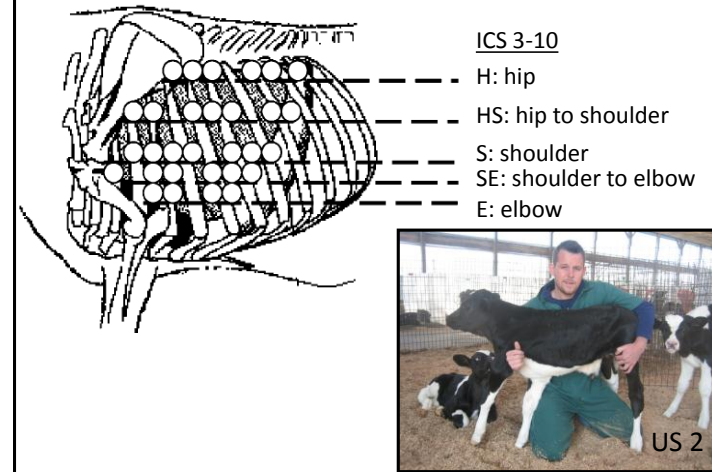 ICS 3-10
H: hip
HS: hip to shoulder
S: shoulder
SE: shoulder to elbow
E: elbow
US 2